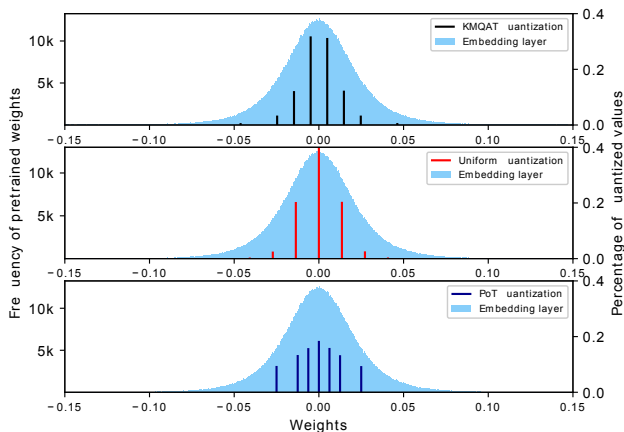 KMQAT uantization
Embedding layer
10k
5k
0.4
0.3
0.2
0.1
0.0
−0.15 −0.10 −0.05 0.00 0.05 0.10 0.15
Uniform uantization
Embedding layer
10k
5k
0.4
0.2
0.0
−0.15 −0.10 −0.05 0.00 0.05 0.10 0.15
PoT uantization
Embedding layer
10k
5k
0.4
0.2
0.0
−0.15 −0.10 −0.05 0.00 0.05 0.10 0.15
Weights
Fre uency of pretrained weights
Percentage of uantized values